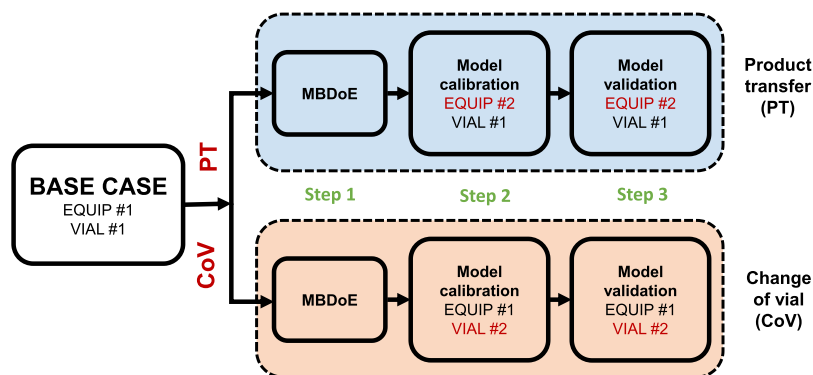 BASE CASE
EQUIP #1
VIAL #1
PT
CoV
MBDoE
Model
calibration
EQUIP #2
VIAL #1
Model
validation
EQUIP #2
VIAL #1
Product
transfer
(PT)
Step 1
Step 2
Step 3
MBDoE
Model
calibration
EQUIP #1
VIAL #2
Model
validation
EQUIP #1
VIAL #2
Change
of vial
(CoV)